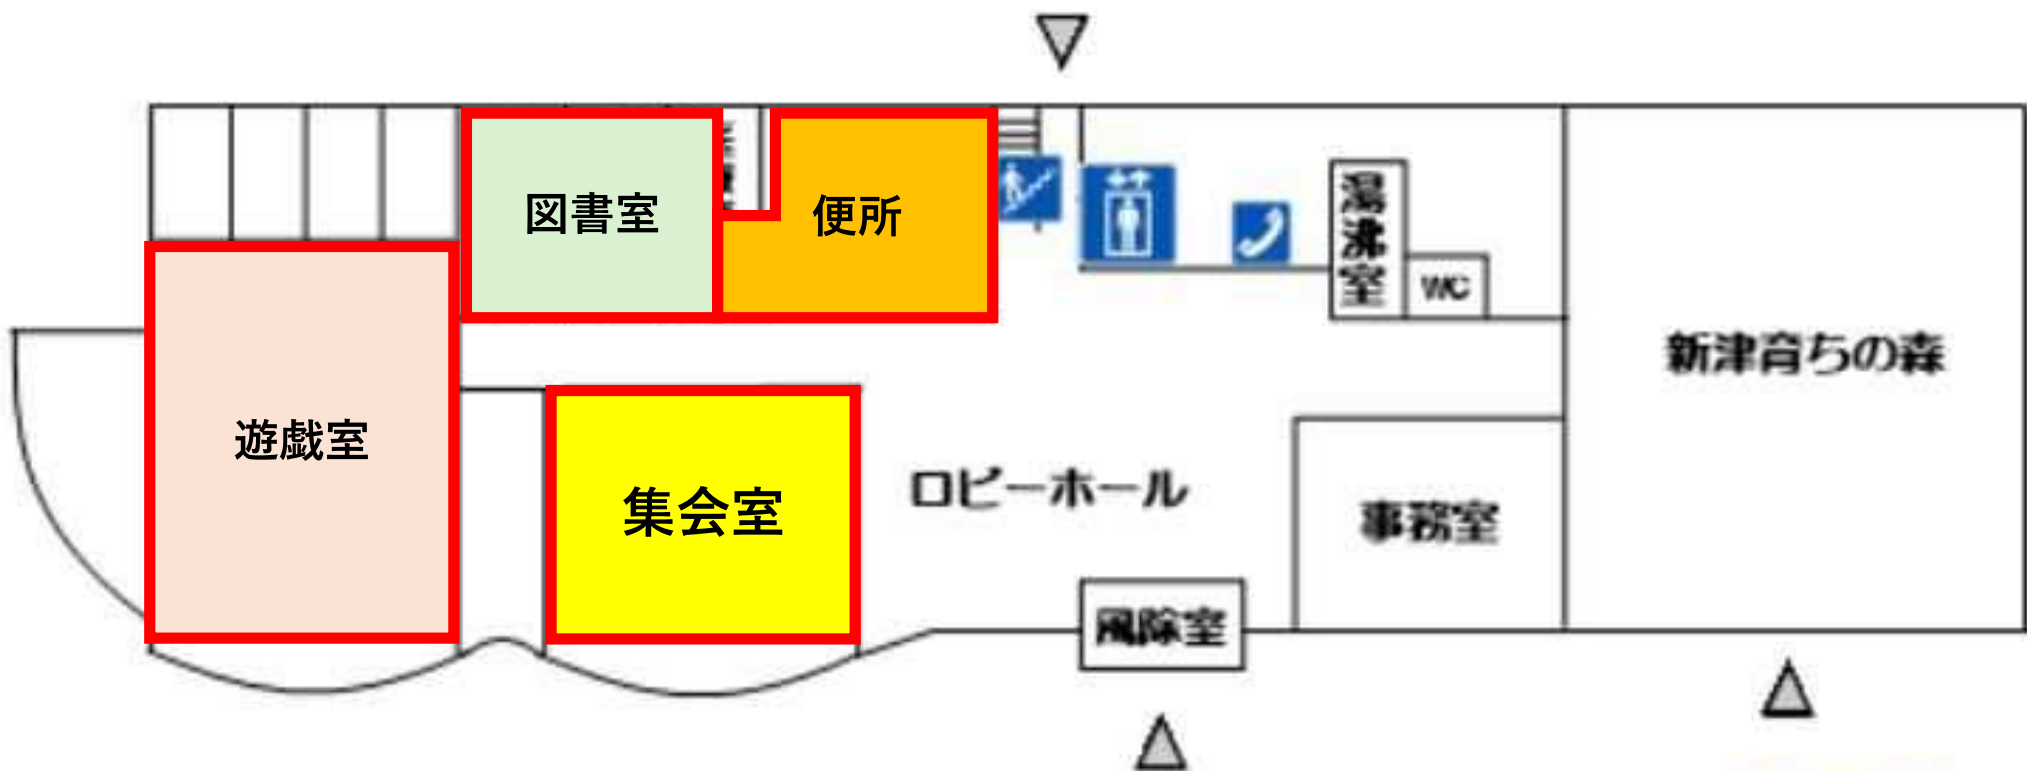 図書室
便所
湯沸室
WC
新津育ちの森
遊戯室
集会室
ロビーホール
事務室
風除室